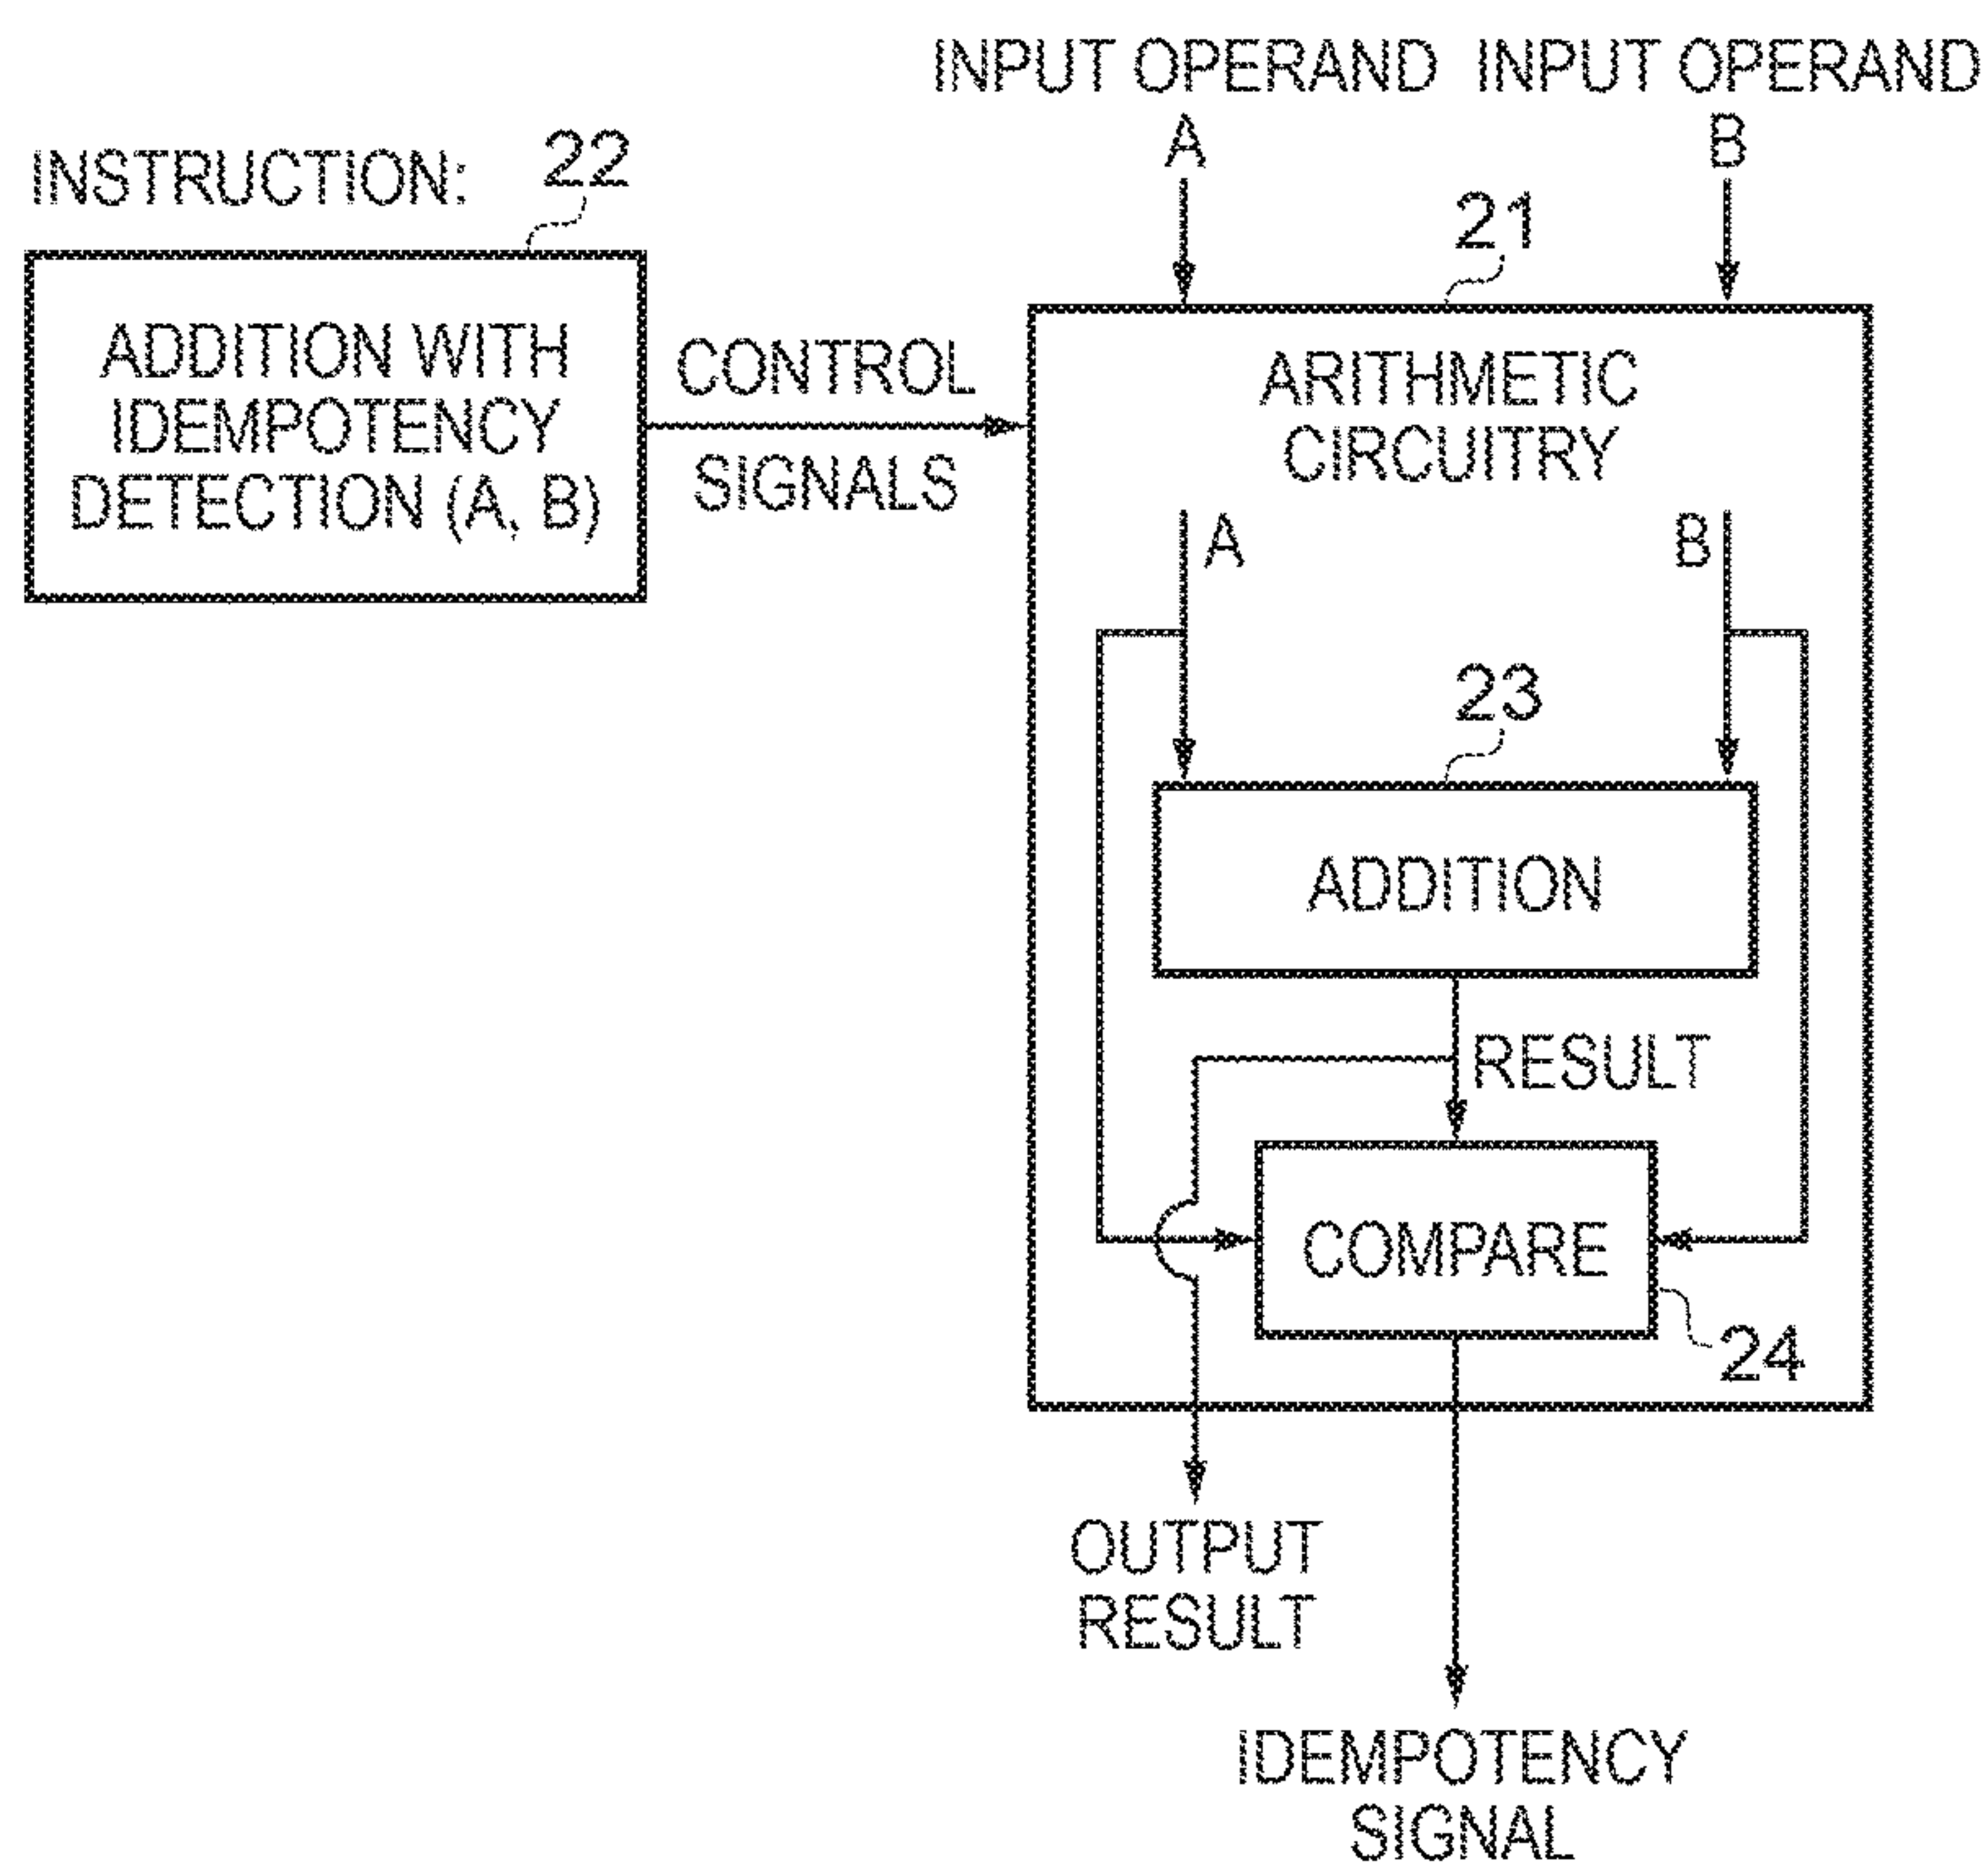 INPUT OPERAND
A
INPUT OPERAND
B
INSTRUCTION:
22
ADDITION WITH
IDEMPOTENCY
DETECTION (A, B)
CONTROL
SIGNALS
21
ARITHMETIC
CIRCUITRY
A
B
23
ADDITION
RESULT
COMPARE
24
OUTPUT
RESULT
IDEMPOTENCY
SIGNAL